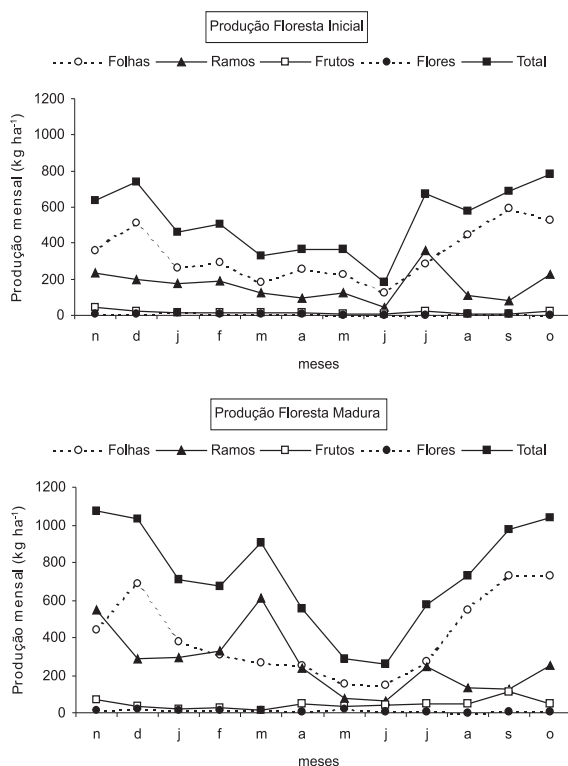 Produção Floresta Inicial
Folhas Ramos Frutos Flores Total
Produção mensal (kg ha-1)
1200
1000
800
600
400
200
0
n d j f m a m j j a s o
meses
Produção Floresta Madura
Folhas Ramos Frutos Flores Total
Produção mensal (kg ha-1)
1200
1000
800
600
400
200
0
n d j f m a m j j a s o
meses